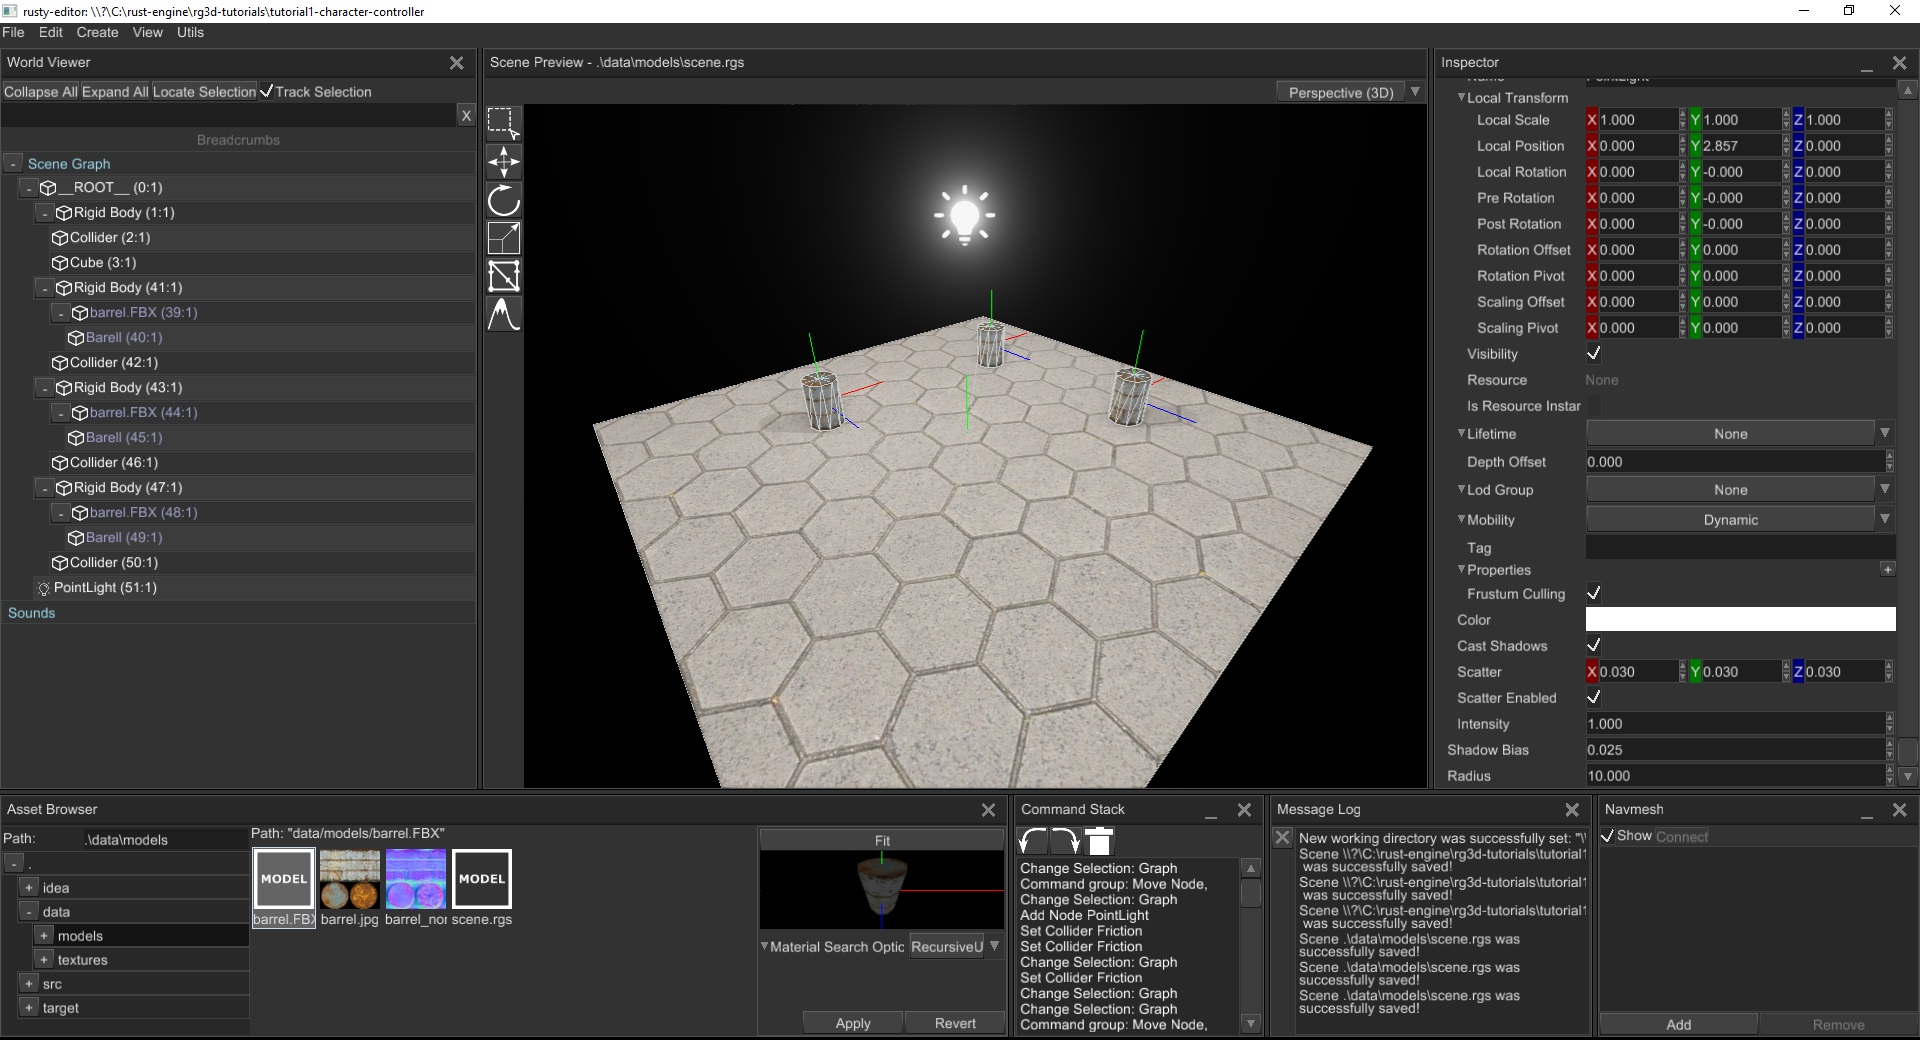 rusty-editor: \\?\C:\rust-engine\rg3d-tutorials\tutorial1-character-controller
File Edit Create View Utils
World Viewer
Collapse All Expand All Locate Selection Track Selection
X
Breadcrumbs
- Scene Graph
- __ROOT__ (0:1)
- Rigid Body (1:1)
Collider (2:1)
Cube (3:1)
- Rigid Body (41:1)
- barrel.FBX (39:1)
Barell (40:1)
Collider (42:1)
- Rigid Body (43:1)
- barrel.FBX (44:1)
Barell (45:1)
Collider (46:1)
- Rigid Body (47:1)
- barrel.FBX (48:1)
Barell (49:1)
Collider (50:1)
PointLight (51:1)
Sounds
Scene Preview - .\data\models\scene.rgs
Perspective (3D)
Inspector
Name PointLight
Local Transform
Local Scale X 1.000 Y 1.000 Z 1.000
Local Position X 0.000 Y 2.857 Z 0.000
Local Rotation X 0.000 Y -0.000 Z 0.000
Pre Rotation X 0.000 Y -0.000 Z 0.000
Post Rotation X 0.000 Y -0.000 Z 0.000
Rotation Offset X 0.000 Y 0.000 Z 0.000
Rotation Pivot X 0.000 Y 0.000 Z 0.000
Scaling Offset X 0.000 Y 0.000 Z 0.000
Scaling Pivot X 0.000 Y 0.000 Z 0.000
Visibility
Resource None
Is Resource Instar
Lifetime None
Depth Offset 0.000
Lod Group None
Mobility Dynamic
Tag
Properties +
Frustum Culling
Color
Cast Shadows
Scatter X 0.030 Y 0.030 Z 0.030
Scatter Enabled
Intensity 1.000
Shadow Bias 0.025
Radius 10.000
Asset Browser
Path: .\data\models
- .
+ idea
- data
+ models
+ textures
+ src
+ target
Path: "data/models/barrel.FBX"
MODEL MODEL
barrel.FBX barrel.jpg barrel_nor scene.rgs
Fit
Material Search Optic RecursiveU
Apply Revert
Command Stack
Change Selection: Graph
Command group: Move Node,
Change Selection: Graph
Add Node PointLight
Set Collider Friction
Set Collider Friction
Change Selection: Graph
Set Collider Friction
Change Selection: Graph
Change Selection: Graph
Command group: Move Node,
Message Log
New working directory was successfully set: "\\
Scene \\?\C:\rust-engine\rg3d-tutorials\tutorial1
was successfully saved!
Scene \\?\C:\rust-engine\rg3d-tutorials\tutorial1
was successfully saved!
Scene \\?\C:\rust-engine\rg3d-tutorials\tutorial1
was successfully saved!
Scene .\data\models\scene.rgs was
successfully saved!
Scene .\data\models\scene.rgs was
successfully saved!
Scene .\data\models\scene.rgs was
successfully saved!
Navmesh
Show Connect
Add Remove